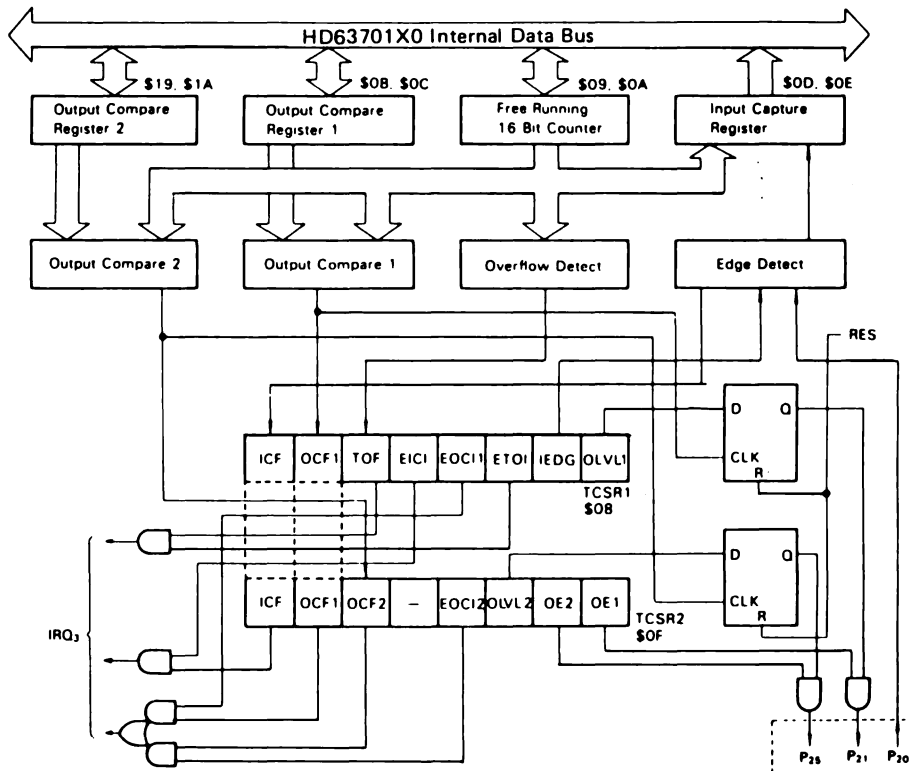 HD63701X0 Internal Data Bus
$19. $1A
$0B. $0C
$09. $0A
$0D. $0E
Output Compare
Register 2
Output Compare
Register 1
Free Running
16 Bit Counter
Input Capture
Register
Output Compare 2
Output Compare 1
Overflow Detect
Edge Detect
RES
D Q
CLK
R
ICF OCF1 TOF EICI EOCI1 ETOI IEDG OLVL1
TCSR1
$0B
D Q
CLK
R
ICF OCF1 OCF2 — EOCI2 OLVL2 OE2 OE1
TCSR2
$0F
IRQ3
P25 P21 P20